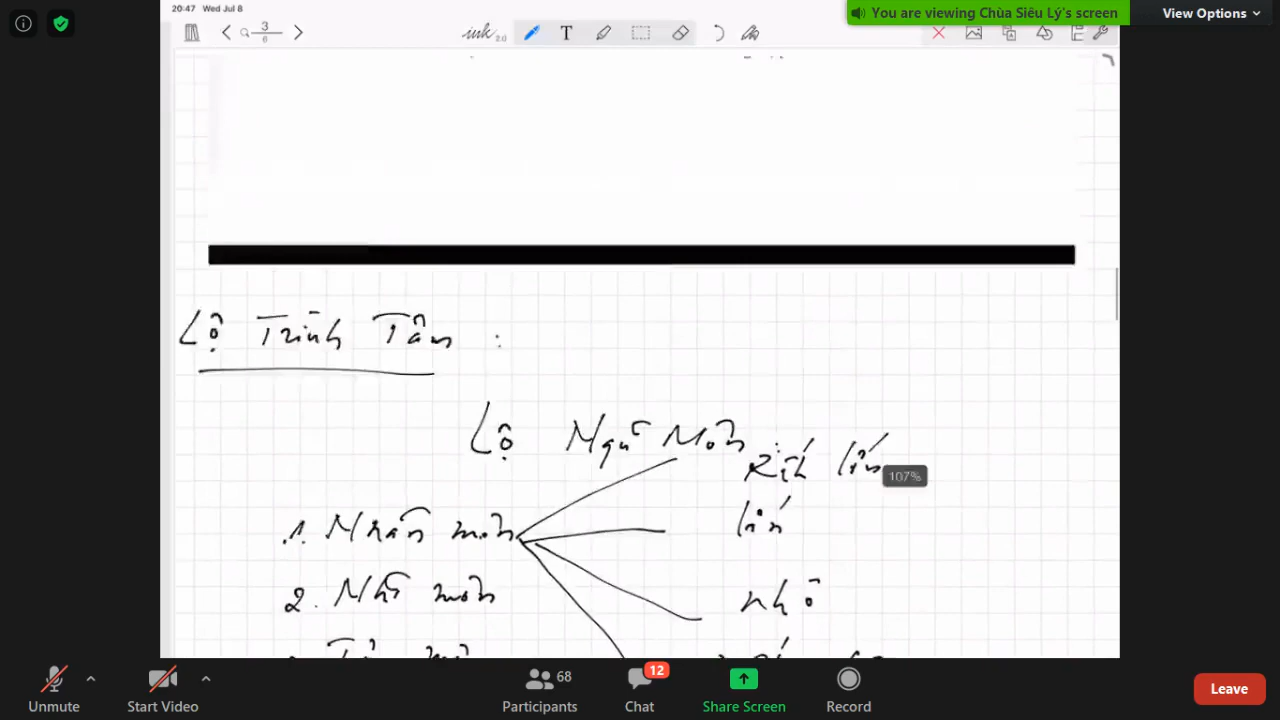 20:47 Wed Jul 8
You are viewing Chùa Siêu Lý's screen
View Options
3
6
ink2.0
T
Lộ Trình Tâm :
Lộ Ngũ Môn
Rất lớn
107%
1. Nhãn môn
lớn
2. Nhĩ môn
nhỏ
Unmute
Start Video
68
Participants
12
Chat
Share Screen
Record
Leave